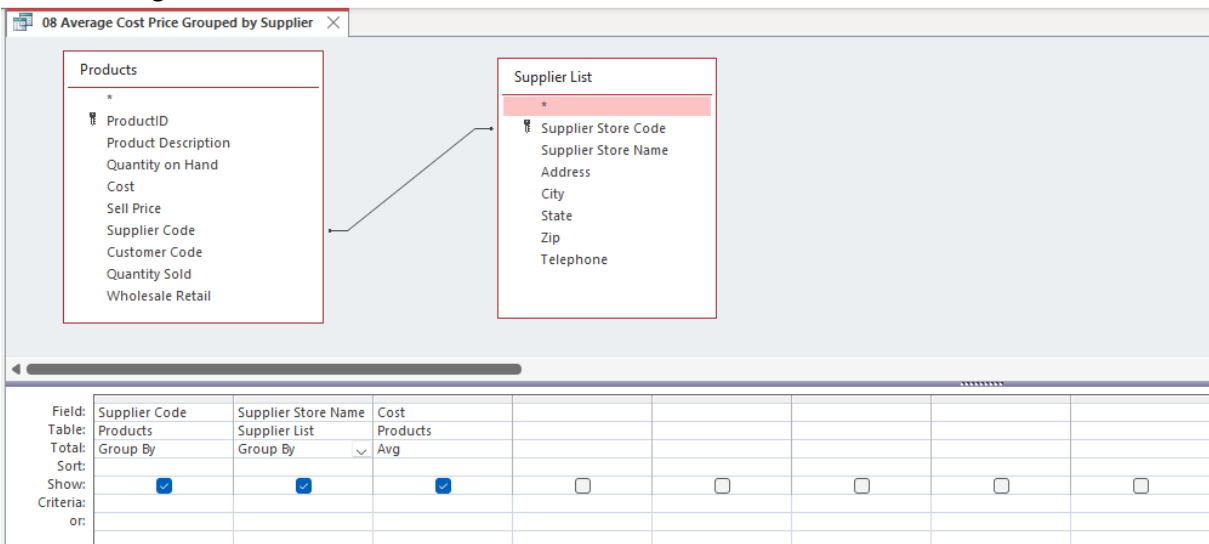 08 Average Cost Price Grouped by Supplier
Products
*
ProductID
Product Description
Quantity on Hand
Cost
Sell Price
Supplier Code
Customer Code
Quantity Sold
Wholesale Retail
Supplier List
*
Supplier Store Code
Supplier Store Name
Address
City
State
Zip
Telephone
Field: Supplier Code Supplier Store Name Cost
Table: Products Supplier List Products
Total: Group By Group By Avg
Sort:
Show:
Criteria:
or: